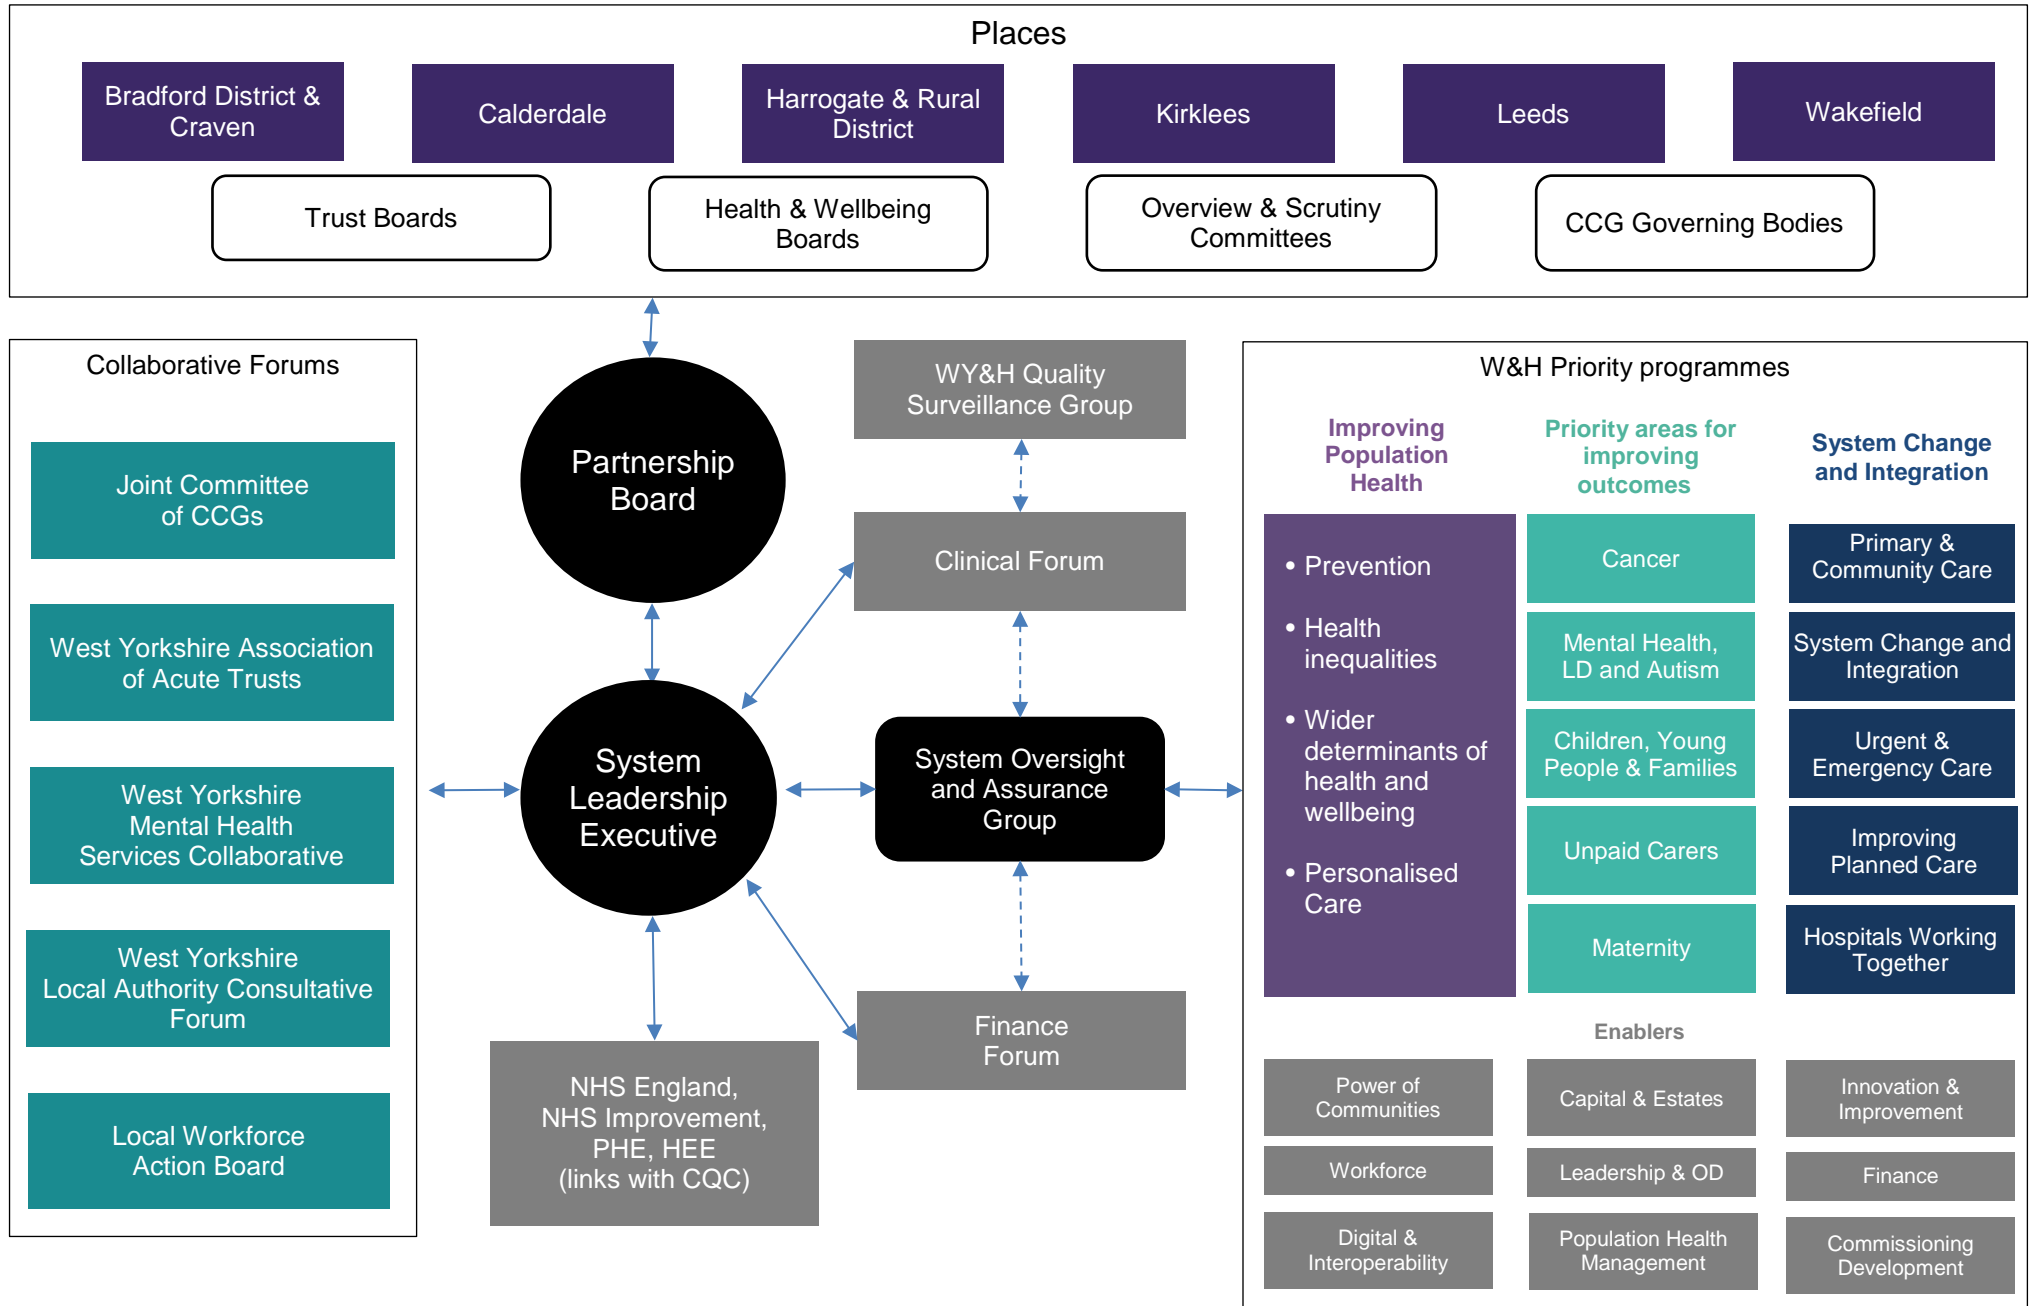 Places
Bradford District &
Craven
Calderdale
Harrogate & Rural
District
Kirklees
Leeds
Wakefield
Trust Boards
Health & Wellbeing
Boards
Overview & Scrutiny
Committees
CCG Governing Bodies
Collaborative Forums
Joint Committee
of CCGs
West Yorkshire Association
of Acute Trusts
West Yorkshire
Mental Health
Services Collaborative
West Yorkshire
Local Authority Consultative
Forum
Local Workforce
Action Board
Partnership
Board
System
Leadership
Executive
NHS England,
NHS Improvement,
PHE, HEE
(links with CQC)
WY&H Quality
Surveillance Group
Clinical Forum
System Oversight
and Assurance
Group
Finance
Forum
W&H Priority programmes
Improving
Population
Health
• Prevention
• Health
inequalities
• Wider
determinants of
health and
wellbeing
• Personalised
Care
Priority areas for
improving
outcomes
Cancer
Mental Health,
LD and Autism
Children, Young
People & Families
Unpaid Carers
Maternity
System Change
and Integration
Primary &
Community Care
System Change and
Integration
Urgent &
Emergency Care
Improving
Planned Care
Hospitals Working
Together
Enablers
Power of
Communities
Capital & Estates
Innovation &
Improvement
Workforce
Leadership & OD
Finance
Digital &
Interoperability
Population Health
Management
Commissioning
Development